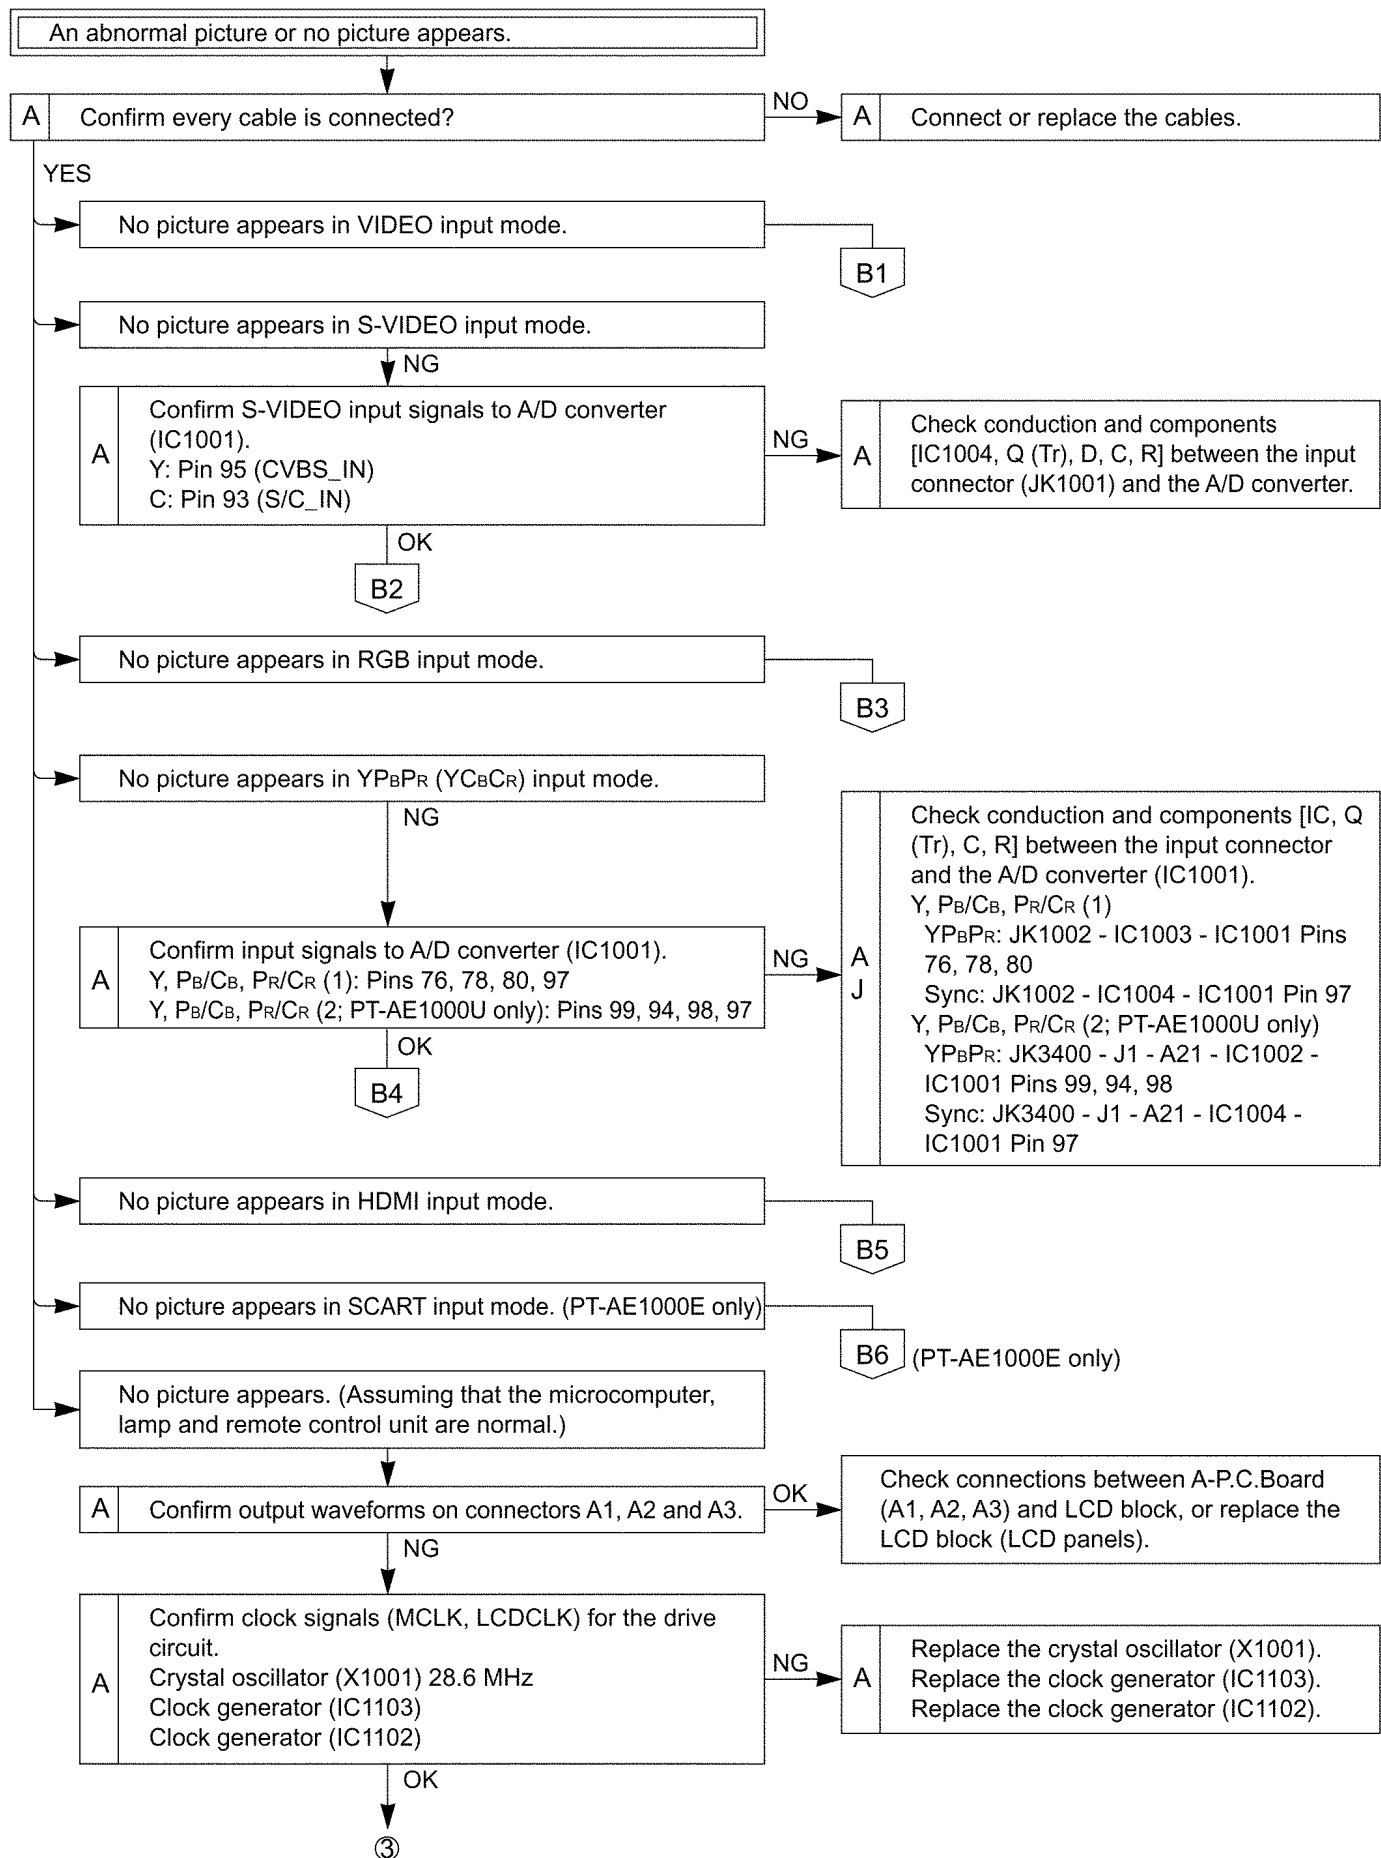 An abnormal picture or no picture appears.
A
Confirm every cable is connected?
NO
A
Connect or replace the cables.
YES
No picture appears in VIDEO input mode.
B1
No picture appears in S-VIDEO input mode.
NG
A
Confirm S-VIDEO input signals to A/D converter
(IC1001).
Y: Pin 95 (CVBS_IN)
C: Pin 93 (S/C_IN)
NG
A
Check conduction and components
[IC1004, Q (Tr), D, C, R] between the input
connector (JK1001) and the A/D converter.
OK
B2
No picture appears in RGB input mode.
B3
No picture appears in YPBPR (YCBCR) input mode.
NG
A
Confirm input signals to A/D converter (IC1001).
Y, PB/CB, PR/CR (1): Pins 76, 78, 80, 97
Y, PB/CB, PR/CR (2; PT-AE1000U only): Pins 99, 94, 98, 97
NG
A
J
Check conduction and components [IC, Q
(Tr), C, R] between the input connector
and the A/D converter (IC1001).
Y, PB/CB, PR/CR (1)
YPBPR: JK1002 - IC1003 - IC1001 Pins
76, 78, 80
Sync: JK1002 - IC1004 - IC1001 Pin 97
Y, PB/CB, PR/CR (2; PT-AE1000U only)
YPBPR: JK3400 - J1 - A21 - IC1002 -
IC1001 Pins 99, 94, 98
Sync: JK3400 - J1 - A21 - IC1004 -
IC1001 Pin 97
OK
B4
No picture appears in HDMI input mode.
B5
No picture appears in SCART input mode. (PT-AE1000E only)
B6
(PT-AE1000E only)
No picture appears. (Assuming that the microcomputer,
lamp and remote control unit are normal.)
A
Confirm output waveforms on connectors A1, A2 and A3.
OK
Check connections between A-P.C.Board
(A1, A2, A3) and LCD block, or replace the
LCD block (LCD panels).
NG
A
Confirm clock signals (MCLK, LCDCLK) for the drive
circuit.
Crystal oscillator (X1001) 28.6 MHz
Clock generator (IC1103)
Clock generator (IC1102)
NG
A
Replace the crystal oscillator (X1001).
Replace the clock generator (IC1103).
Replace the clock generator (IC1102).
OK
③